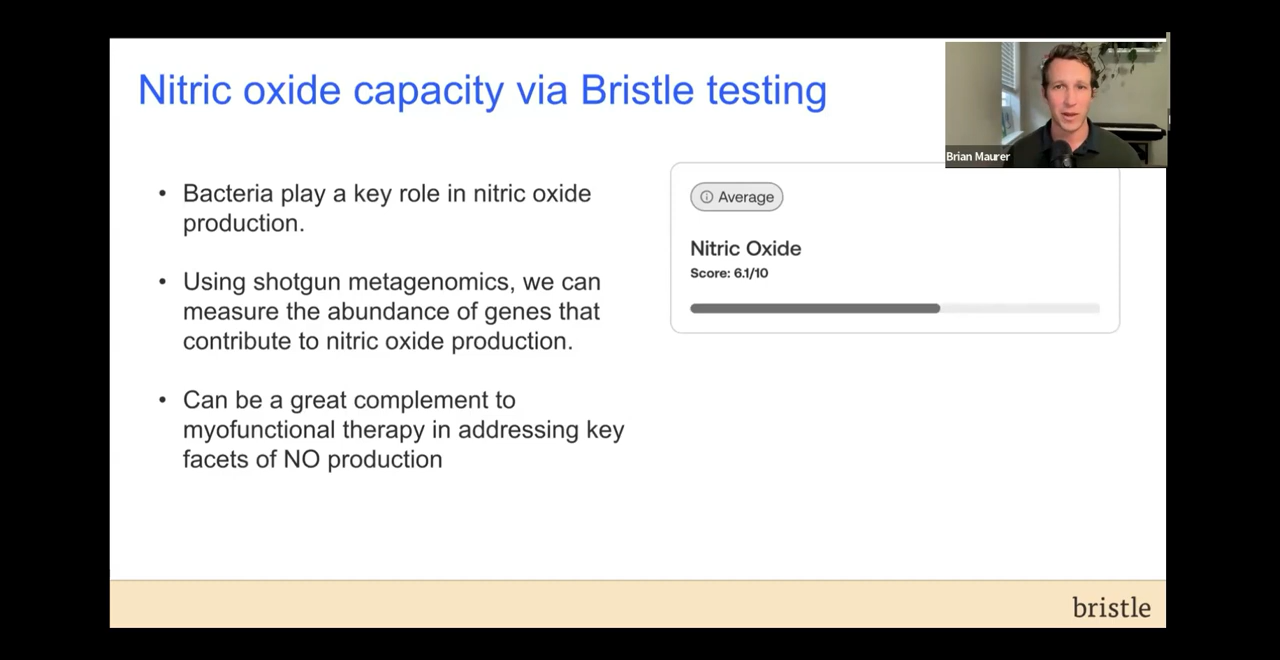 Nitric oxide capacity via Bristle testing
Brian Maurer
• Bacteria play a key role in nitric oxide
production.
• Using shotgun metagenomics, we can
measure the abundance of genes that
contribute to nitric oxide production.
• Can be a great complement to
myofunctional therapy in addressing key
facets of NO production
Average
Nitric Oxide
Score: 6.1/10
bristle